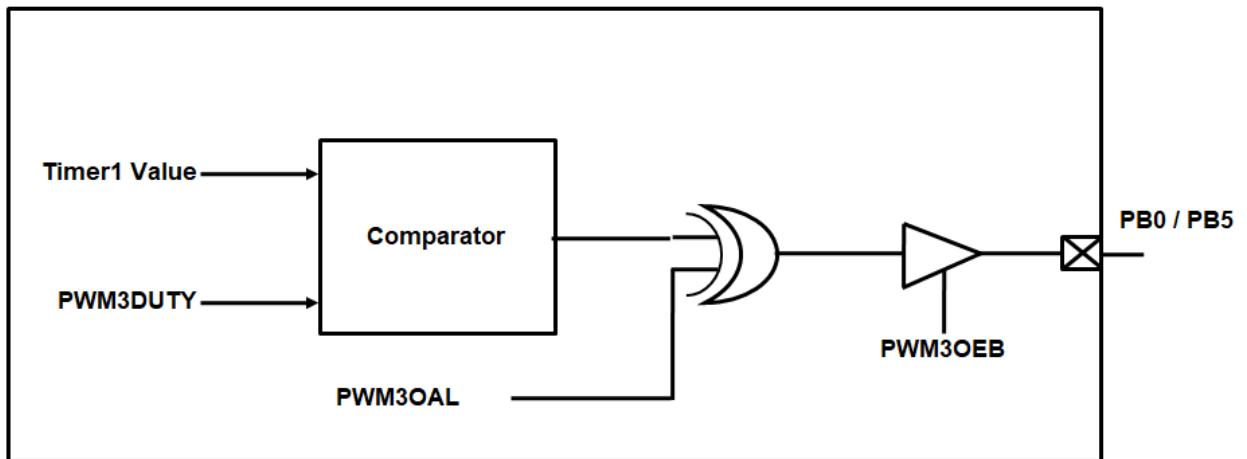 Timer1 Value
Comparator
PB0 / PB5
PWM3DUTY
PWM3OEB
PWM3OAL